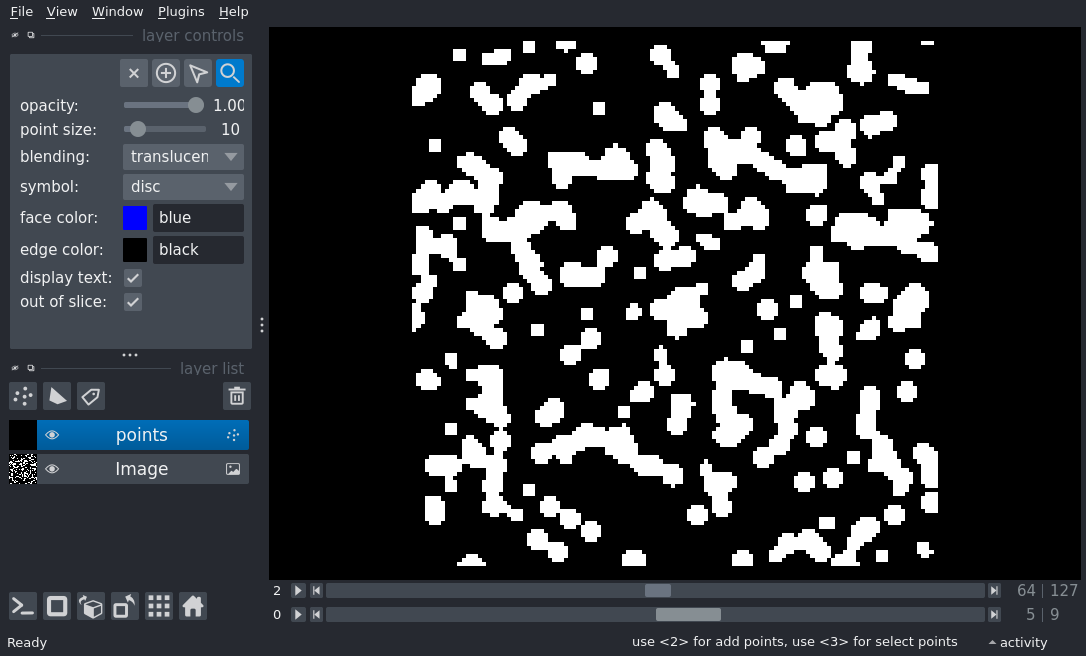 File View Window Plugins Help
layer controls
opacity: 1.00
point size: 10
blending: translucen
symbol: disc
face color: blue
edge color: black
display text:
out of slice:
layer list
points
Image
2 64 127
0 5 9
Ready use <2> for add points, use <3> for select points activity